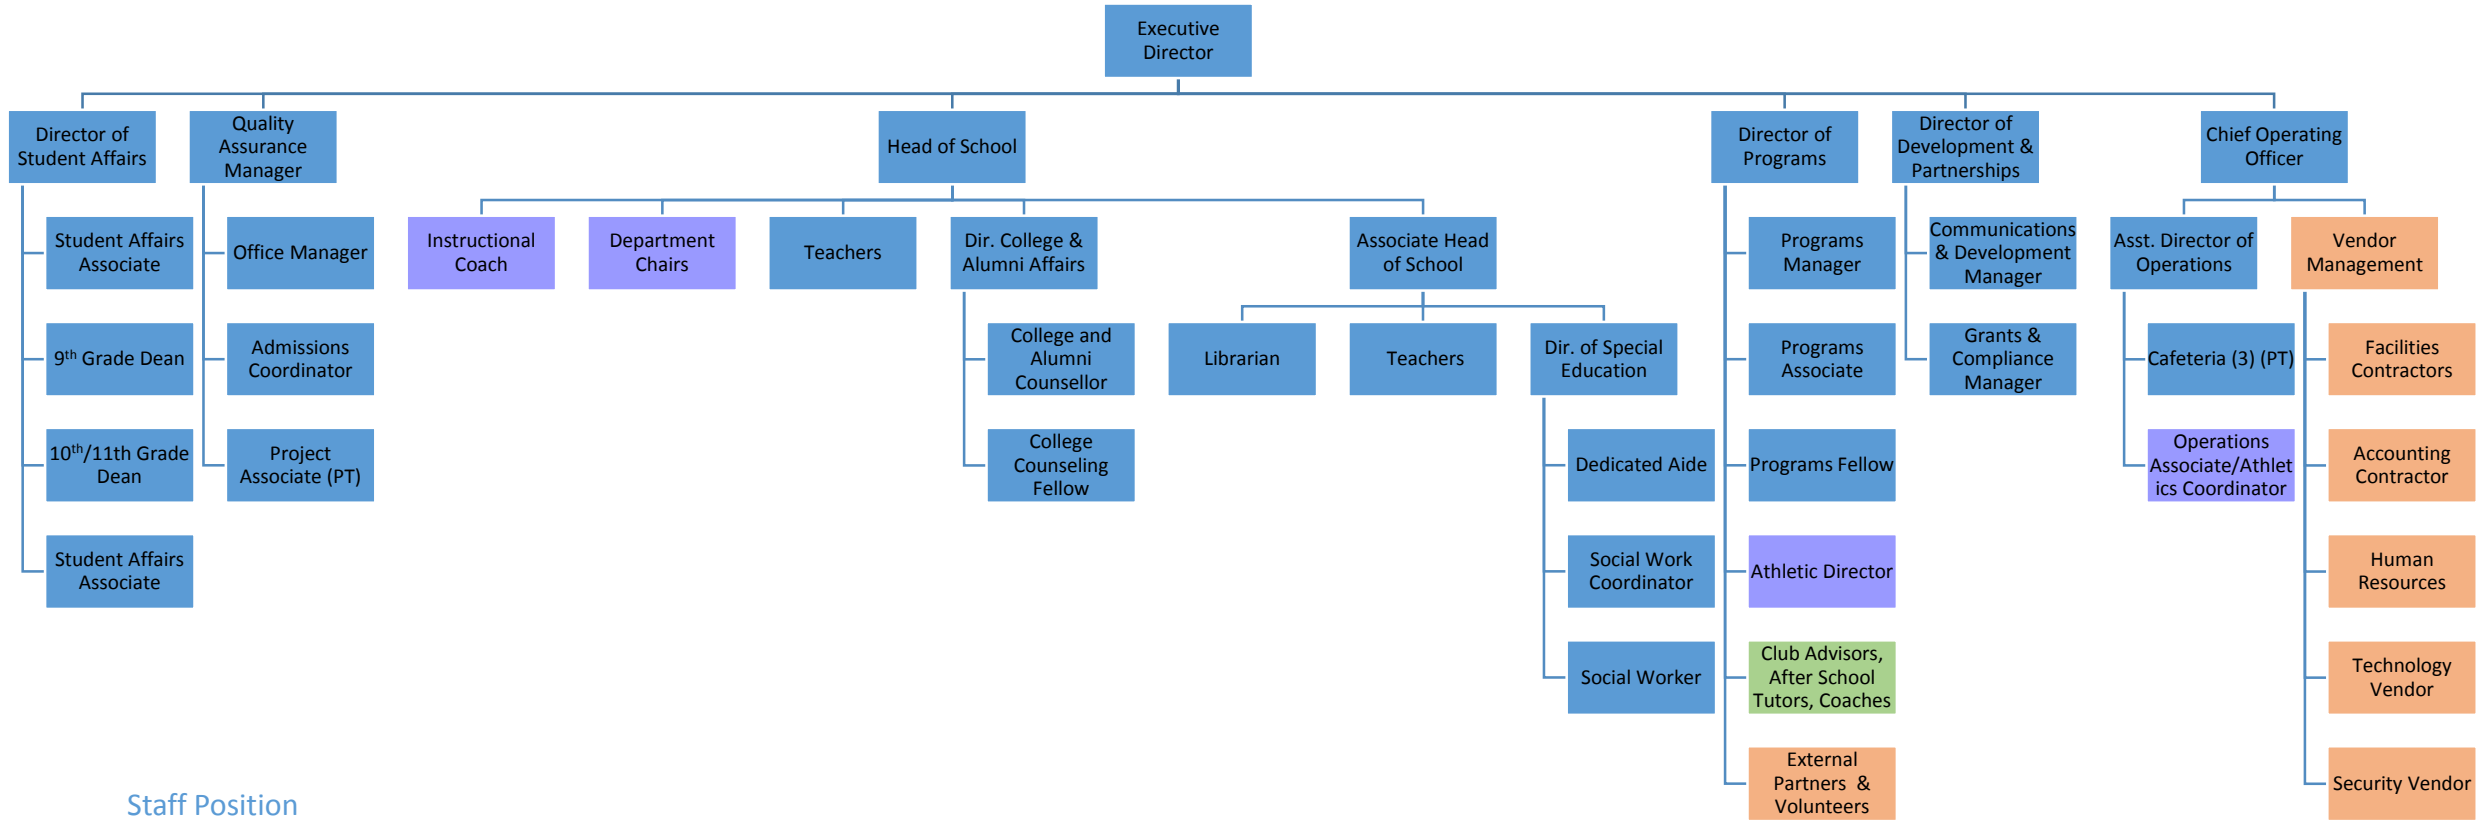 Executive
Director
Director of
Student Affairs
Quality
Assurance
Manager
Head of School
Director of
Programs
Director of
Development &
Partnerships
Chief Operating
Officer
Student Affairs
Associate
9th Grade Dean
10th/11th Grade
Dean
Student Affairs
Associate
Office Manager
Admissions
Coordinator
Project
Associate (PT)
Instructional
Coach
Department
Chairs
Teachers
Dir. College &
Alumni Affairs
College and
Alumni
Counsellor
College
Counseling
Fellow
Associate Head
of School
Librarian
Teachers
Dir. of Special
Education
Dedicated Aide
Social Work
Coordinator
Social Worker
Programs
Manager
Programs
Associate
Programs Fellow
Athletic Director
Club Advisors,
After School
Tutors, Coaches
External
Partners &
Volunteers
Communications
& Development
Manager
Grants &
Compliance
Manager
Asst. Director of
Operations
Cafeteria (3) (PT)
Operations
Associate/Athlet
ics Coordinator
Vendor
Management
Facilities
Contractors
Accounting
Contractor
Human
Resources
Technology
Vendor
Security Vendor
Staff Position